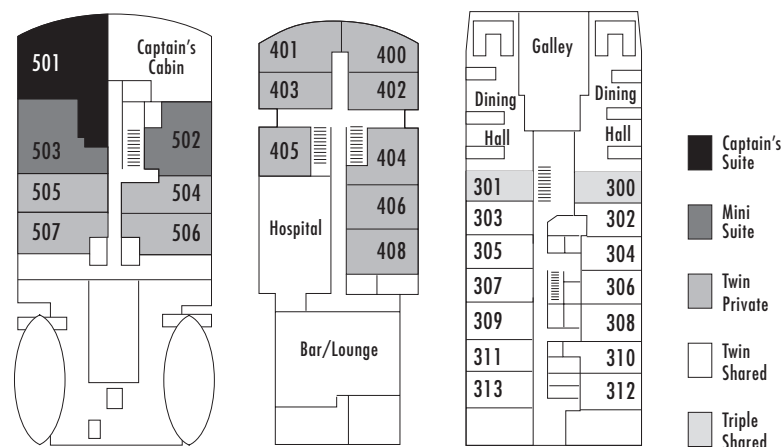 501
Captain's
Cabin
503
502
505
504
507
506
401
400
403
402
405
404
Hospital
406
408
Bar/Lounge
Galley
Dining
Hall
Dining
Hall
301
300
303
302
305
304
307
306
309
308
311
310
313
312
Captain's
Suite
Mini
Suite
Twin
Private
Twin
Shared
Triple
Shared